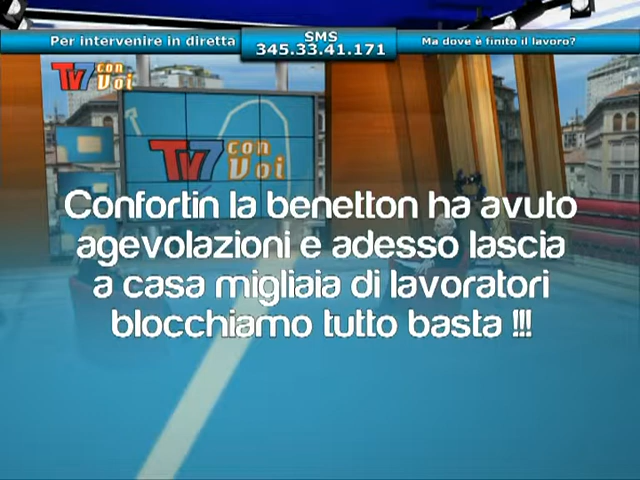 Per intervenire in diretta
SMS
345.33.41.171
Ma dove è finito il lavoro?
TV7 con Voi
TV7 con Voi
Confortin la benetton ha avuto
agevolazioni e adesso lascia
a casa migliaia di lavoratori
blocchiamo tutto basta !!!